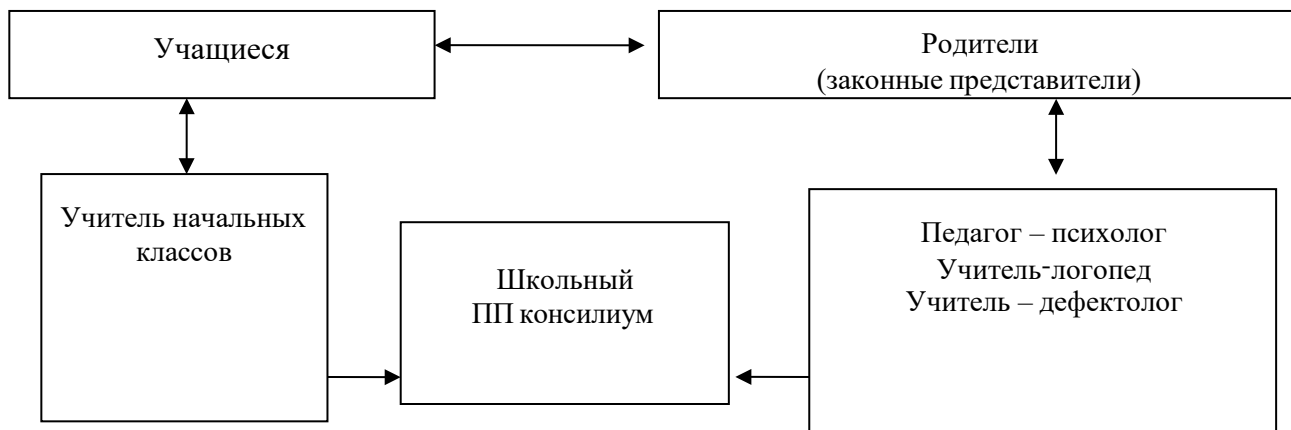 Учащиеся
Родители
(законные представители)
Учитель начальных
классов
Школьный
ПП консилиум
Педагог – психолог
Учитель-логопед
Учитель – дефектолог